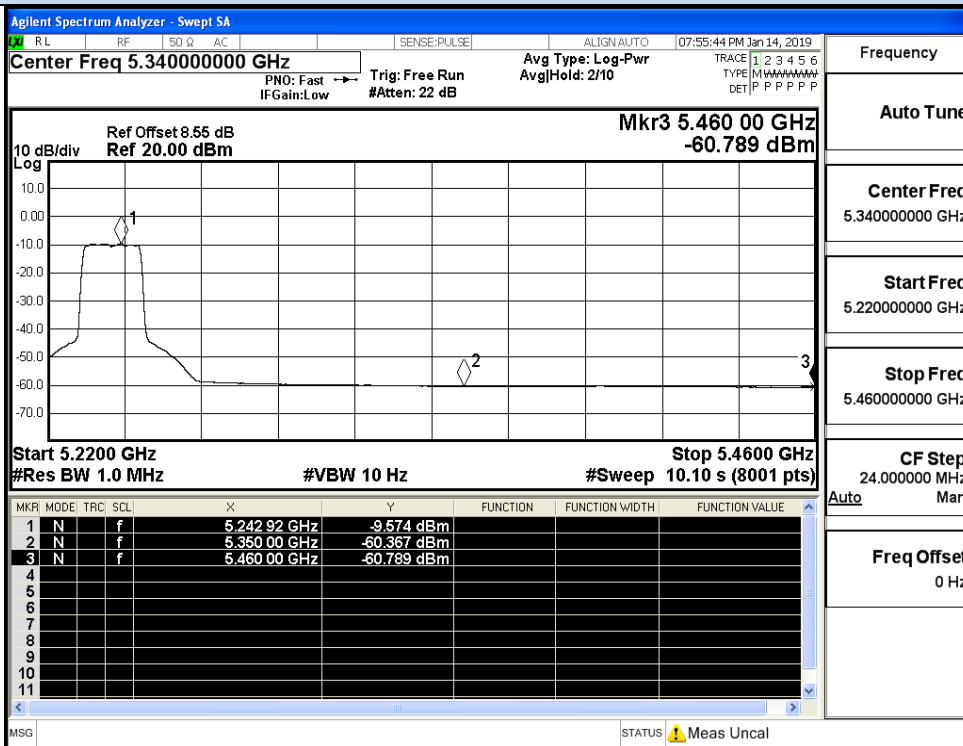 Agilent Spectrum Analyzer - Swept SA
LXI RL RF 50 Ω AC SENSE:PULSE ALIGN AUTO 07:55:44 PM Jan 14, 2019
Center Freq 5.340000000 GHz
PNO: Fast
IFGain:Low
Trig: Free Run
#Atten: 22 dB
Avg Type: Log-Pwr
Avg|Hold: 2/10
TRACE 1 2 3 4 5 6
TYPE M WWWWW
DET P P P P P P
Ref Offset 8.55 dB
10 dB/div Ref 20.00 dBm
Log
Mkr3 5.460 00 GHz
-60.789 dBm
10.0
0.00
-10.0
-20.0
-30.0
-40.0
-50.0
-60.0
-70.0
1
2
3
Start 5.2200 GHz Stop 5.4600 GHz
#Res BW 1.0 MHz #VBW 10 Hz #Sweep 10.10 s (8001 pts)
MKR MODE TRC SCL X Y FUNCTION FUNCTION WIDTH FUNCTION VALUE
1 N f 5.242 92 GHz -9.574 dBm
2 N f 5.350 00 GHz -60.367 dBm
3 N f 5.460 00 GHz -60.789 dBm
4
5
6
7
8
9
10
11
MSG STATUS Meas Uncal
Frequency
Auto Tune
Center Freq
5.340000000 GHz
Start Freq
5.220000000 GHz
Stop Freq
5.460000000 GHz
CF Step
24.000000 MHz
Auto Man
Freq Offset
0 Hz